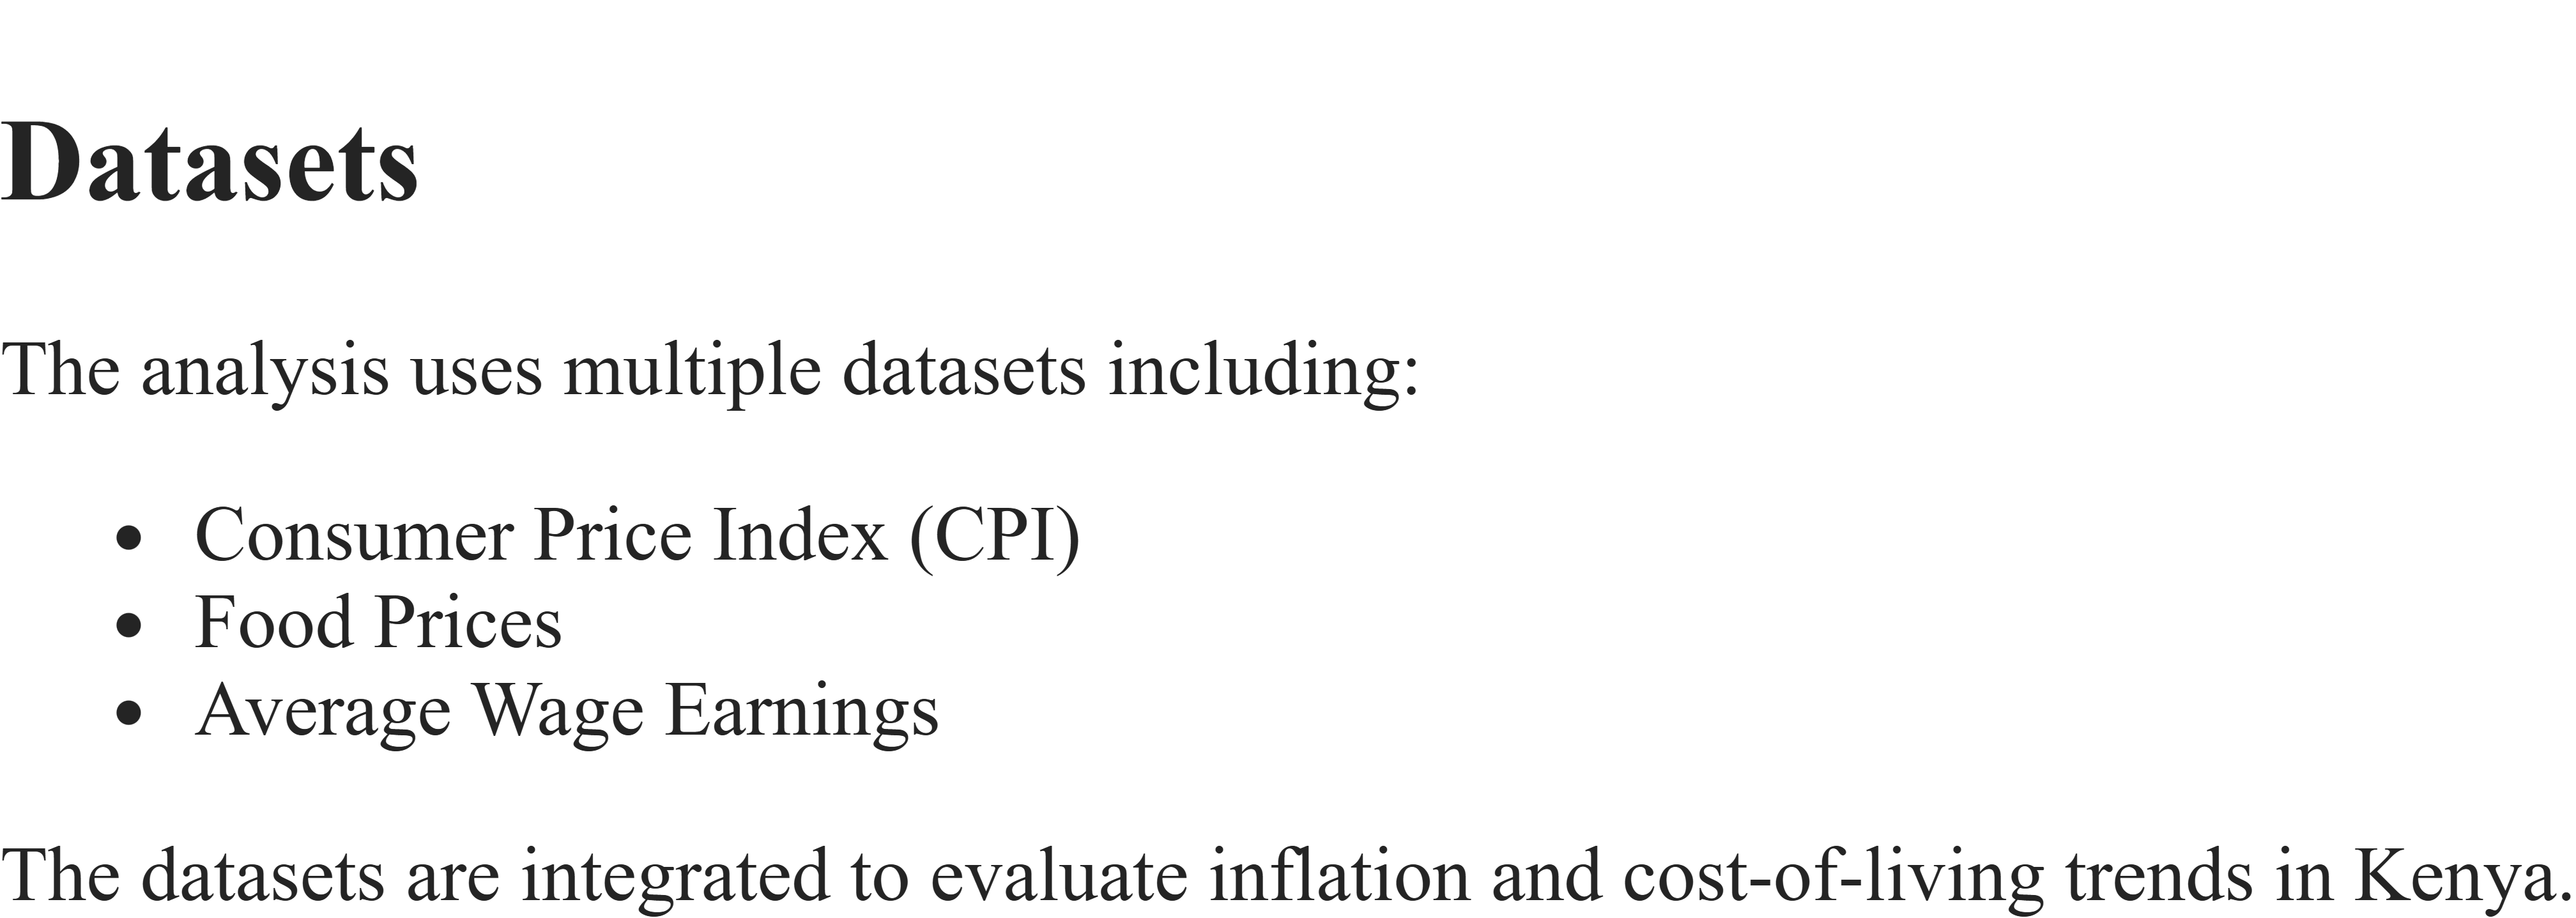 Datasets
The analysis uses multiple datasets including:
• Consumer Price Index (CPI)
• Food Prices
• Average Wage Earnings
The datasets are integrated to evaluate inflation and cost-of-living trends in Kenya.